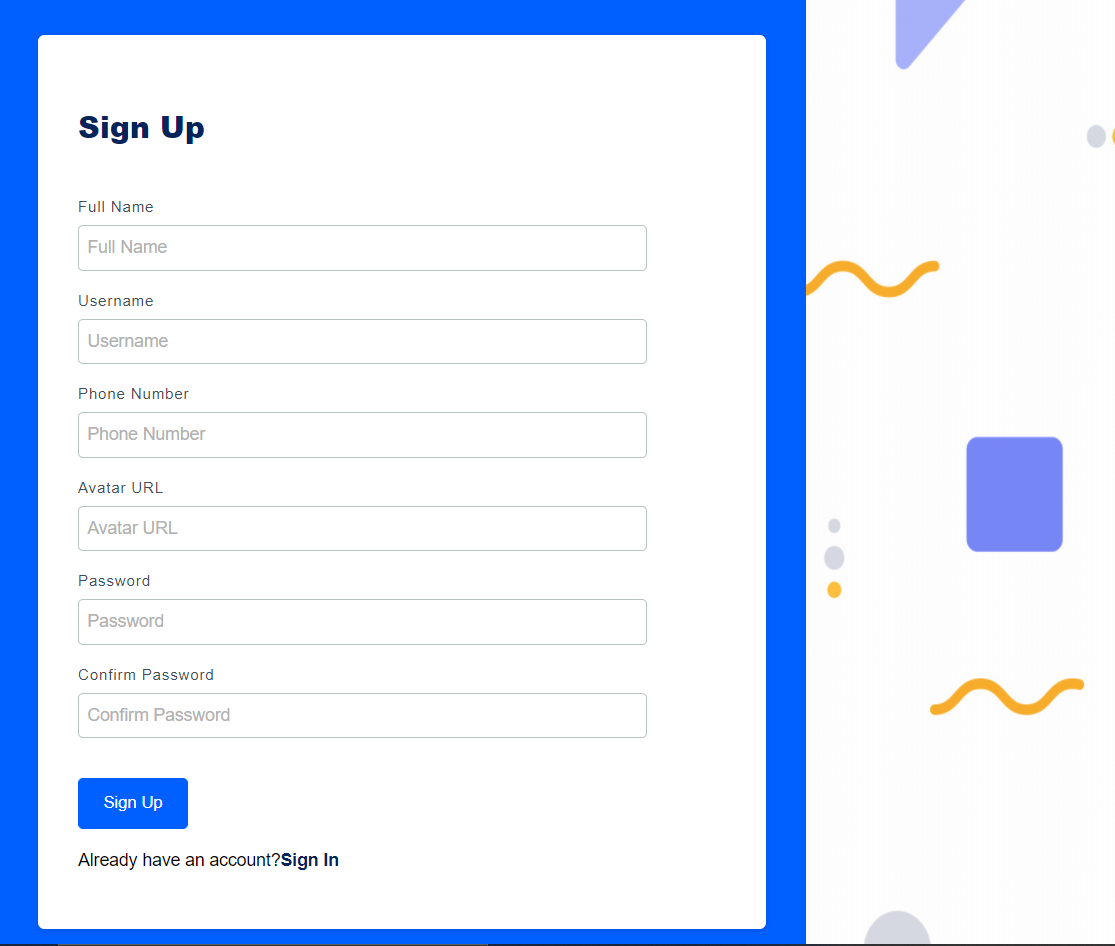 Sign Up
Full Name
Full Name
Username
Username
Phone Number
Phone Number
Avatar URL
Avatar URL
Password
Password
Confirm Password
Confirm Password
Sign Up
Already have an account?Sign In